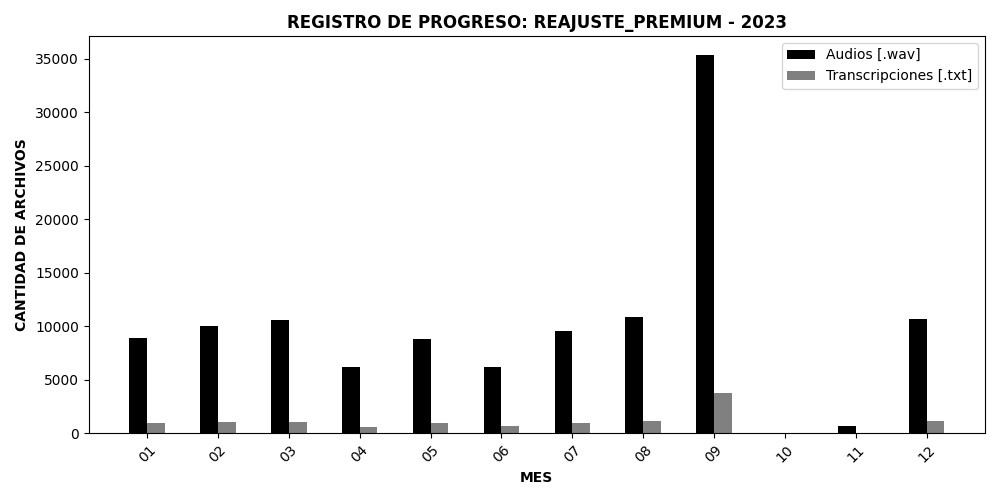 REGISTRO DE PROGRESO: REAJUSTE_PREMIUM - 2023
Audios [.wav]
Transcripciones [.txt]
CANTIDAD DE ARCHIVOS
35000
30000
25000
20000
15000
10000
5000
0
01 02 03 04 05 06 07 08 09 10 11 12
MES